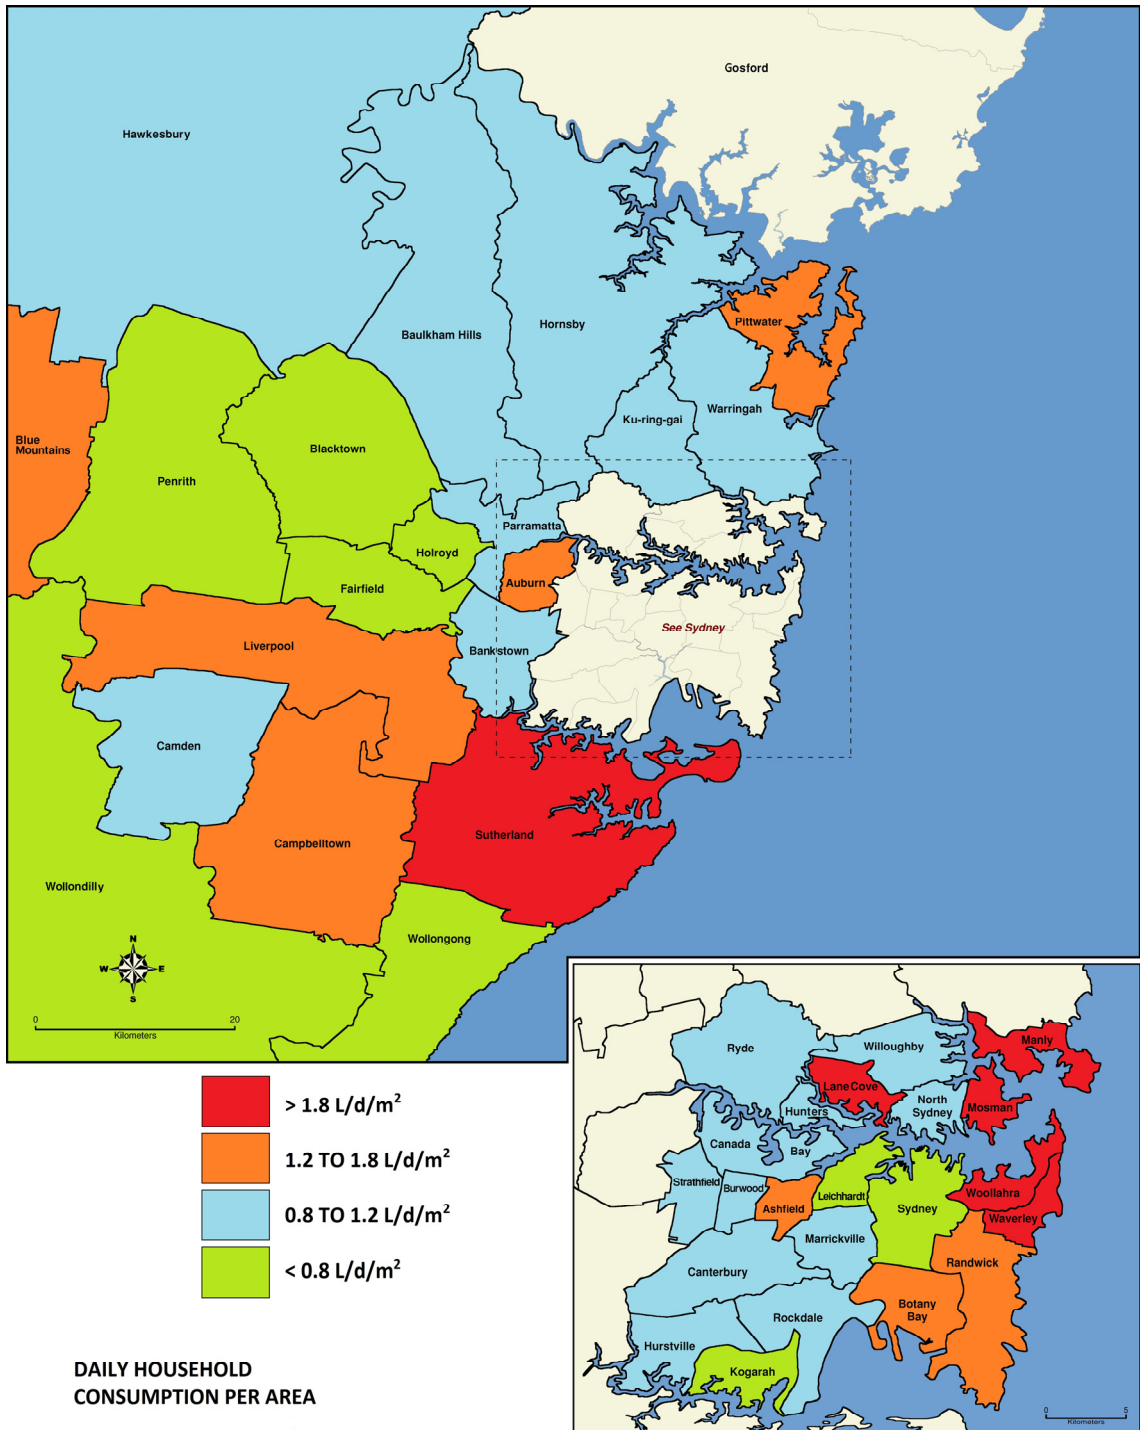 Gosford
Hawkesbury
Pittwater
Hornsby
Baulkham Hills
Warringah
Ku-ring-gai
Blue
Mountains
Blacktown
Penrith
Parramatta
Holroyd
Auburn
Fairfield
See Sydney
Liverpool
Bankstown
Camden
Sutherland
Campbelltown
Wollondilly
Wollongong
N
W
E
S
0
20
Kilometers
Ryde
Willoughby
Manly
Lane Cove
North
Sydney
Mosman
Hunters
Canada
Bay
Strathfield
Burwood
Leichhardt
Woollahra
Ashfield
Sydney
Waverley
Marrickville
Randwick
Canterbury
Botany
Bay
Rockdale
Hurstville
Kogarah
0
5
Kilometers
> 1.8 L/d/m²
1.2 TO 1.8 L/d/m²
0.8 TO 1.2 L/d/m²
< 0.8 L/d/m²
DAILY HOUSEHOLD
CONSUMPTION PER AREA